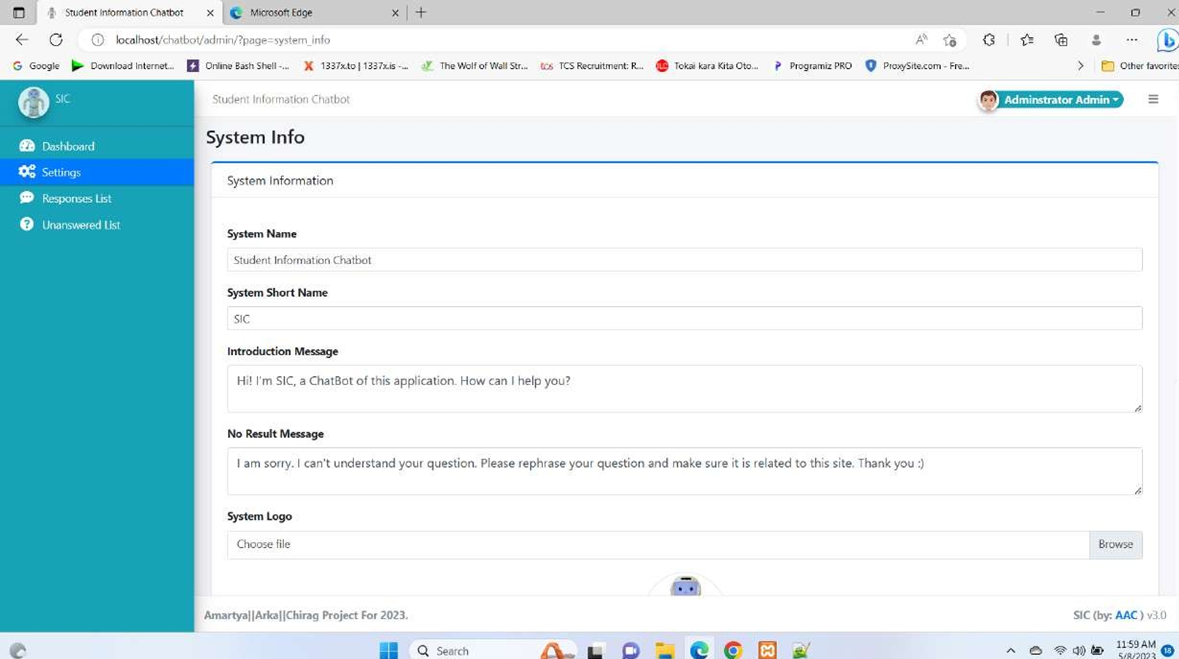 Student Information Chatbot
Microsoft Edge
localhost/chatbot/admin/?page=system_info
Google
Download Internet...
Online Bash Shell -...
1337x.to | 1337x.is -...
The Wolf of Wall Str...
TCS Recruitment: R...
Tokai kara Kita Oto...
Programiz PRO
ProxySite.com - Fre...
Other favorites
SIC
Student Information Chatbot
Adminstrator Admin
Dashboard
Settings
Responses List
Unanswered List
System Info
System Information
System Name
Student Information Chatbot
System Short Name
SIC
Introduction Message
Hi! I'm SIC, a ChatBot of this application. How can I help you?
No Result Message
I am sorry. I can't understand your question. Please rephrase your question and make sure it is related to this site. Thank you :)
System Logo
Choose file
Browse
Amartya||Arka||Chirag Project For 2023.
SIC (by: AAC ) v3.0
Search
11:59 AM
5/8/2023